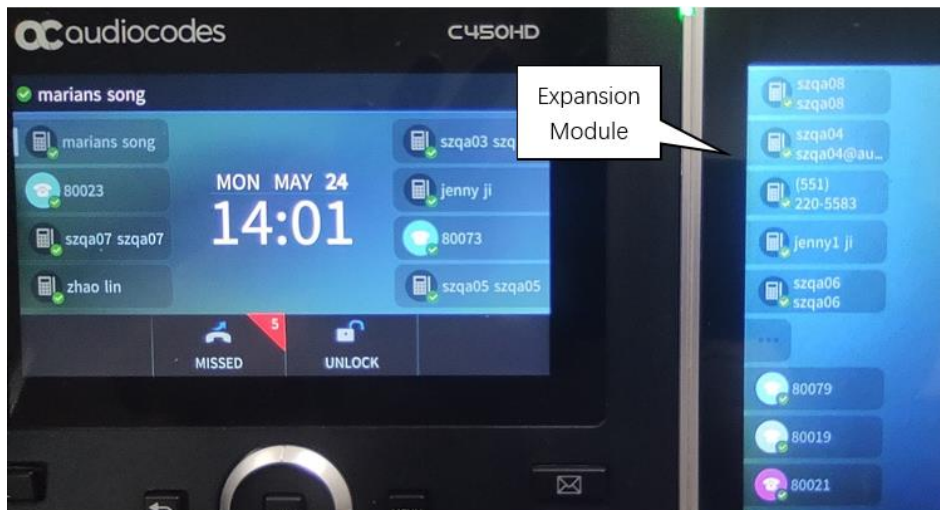 audiocodes
C450HD
marians song
marians song
80023
szqa07 szqa07
zhao lin
MON MAY 24
14:01
szqa03 szq
jenny ji
80073
szqa05 szqa05
5
MISSED
UNLOCK
Expansion
Module
szqa08
szqa08
szqa04
szqa04@au...
(551)
220-5583
jenny1 ji
szqa06
szqa06
...
80079
80019
80021